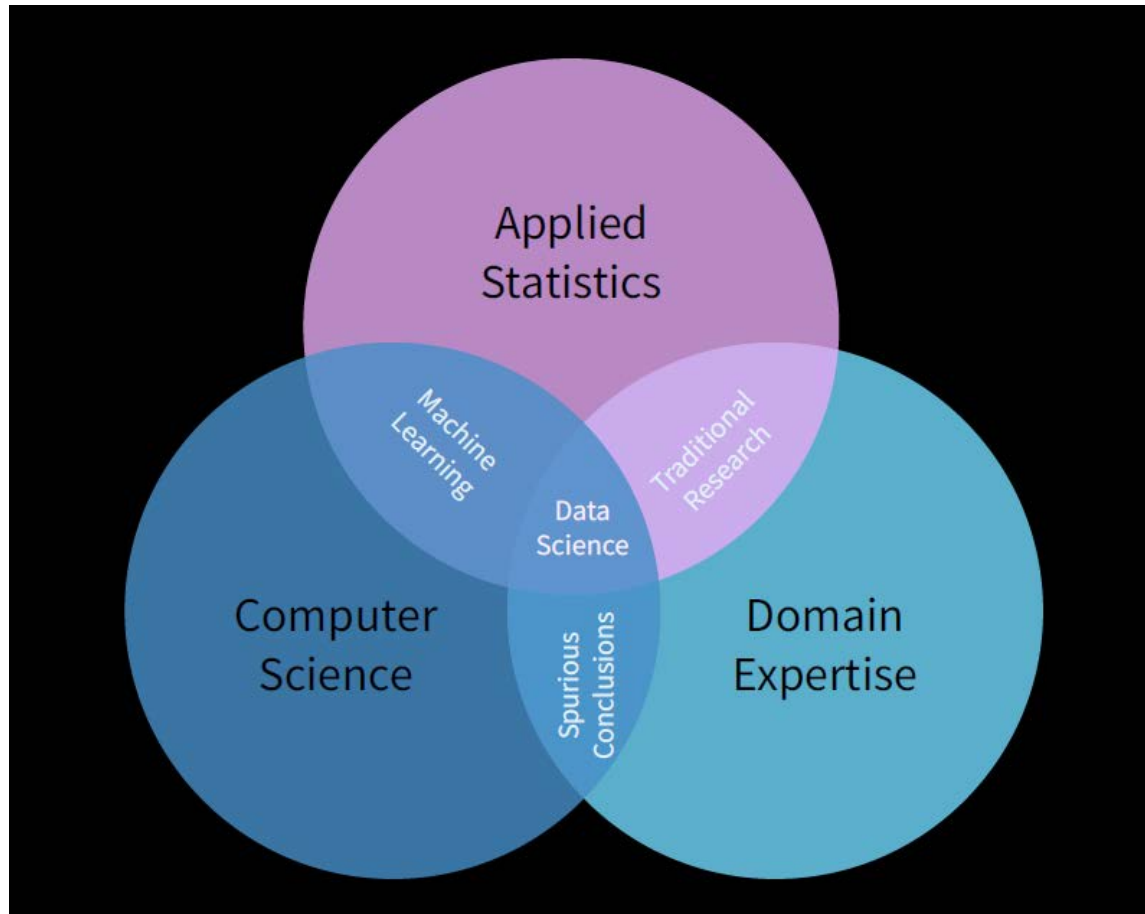 Applied
Statistics
Machine
Learning
Traditional
Research
Data
Science
Computer
Science
Spurious
Conclusions
Domain
Expertise